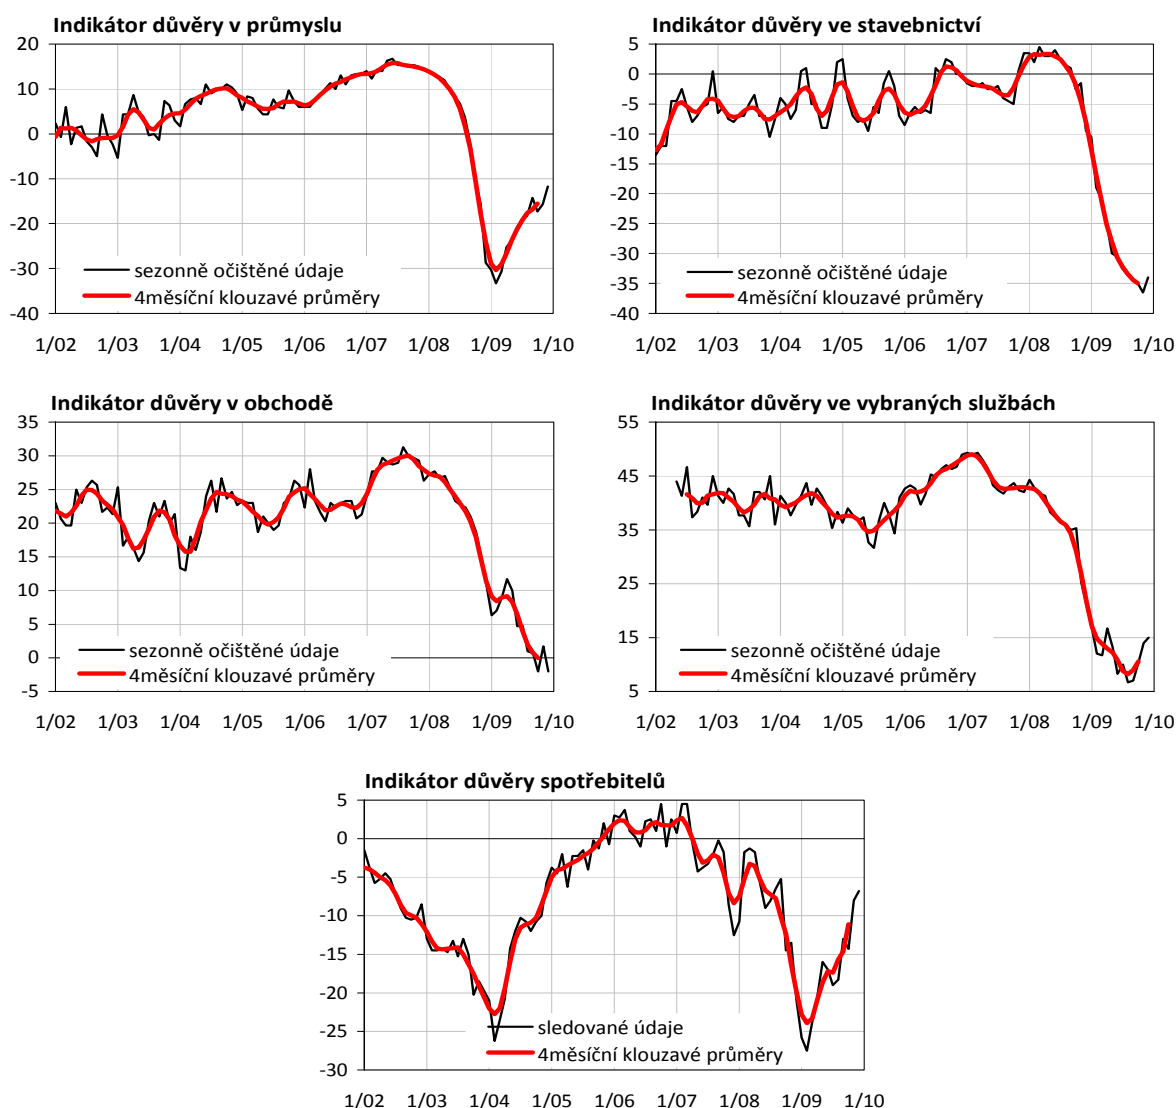 Indikátor důvěry v průmyslu
20
10
0
-10
-20
-30
-40
sezonně očištěné údaje
4měsíční klouzavé průměry
1/02 1/03 1/04 1/05 1/06 1/07 1/08 1/09 1/10
Indikátor důvěry ve stavebnictví
5
0
-5
-10
-15
-20
-25
-30
-35
-40
sezonně očištěné údaje
4měsíční klouzavé průměry
1/02 1/03 1/04 1/05 1/06 1/07 1/08 1/09 1/10
Indikátor důvěry v obchodě
35
30
25
20
15
10
5
0
-5
sezonně očištěné údaje
4měsíční klouzavé průměry
1/02 1/03 1/04 1/05 1/06 1/07 1/08 1/09 1/10
Indikátor důvěry ve vybraných službách
55
45
35
25
15
5
sezonně očištěné údaje
4měsíční klouzavé průměry
1/02 1/03 1/04 1/05 1/06 1/07 1/08 1/09 1/10
Indikátor důvěry spotřebitelů
5
0
-5
-10
-15
-20
-25
-30
sledované údaje
4měsíční klouzavé průměry
1/02 1/03 1/04 1/05 1/06 1/07 1/08 1/09 1/10